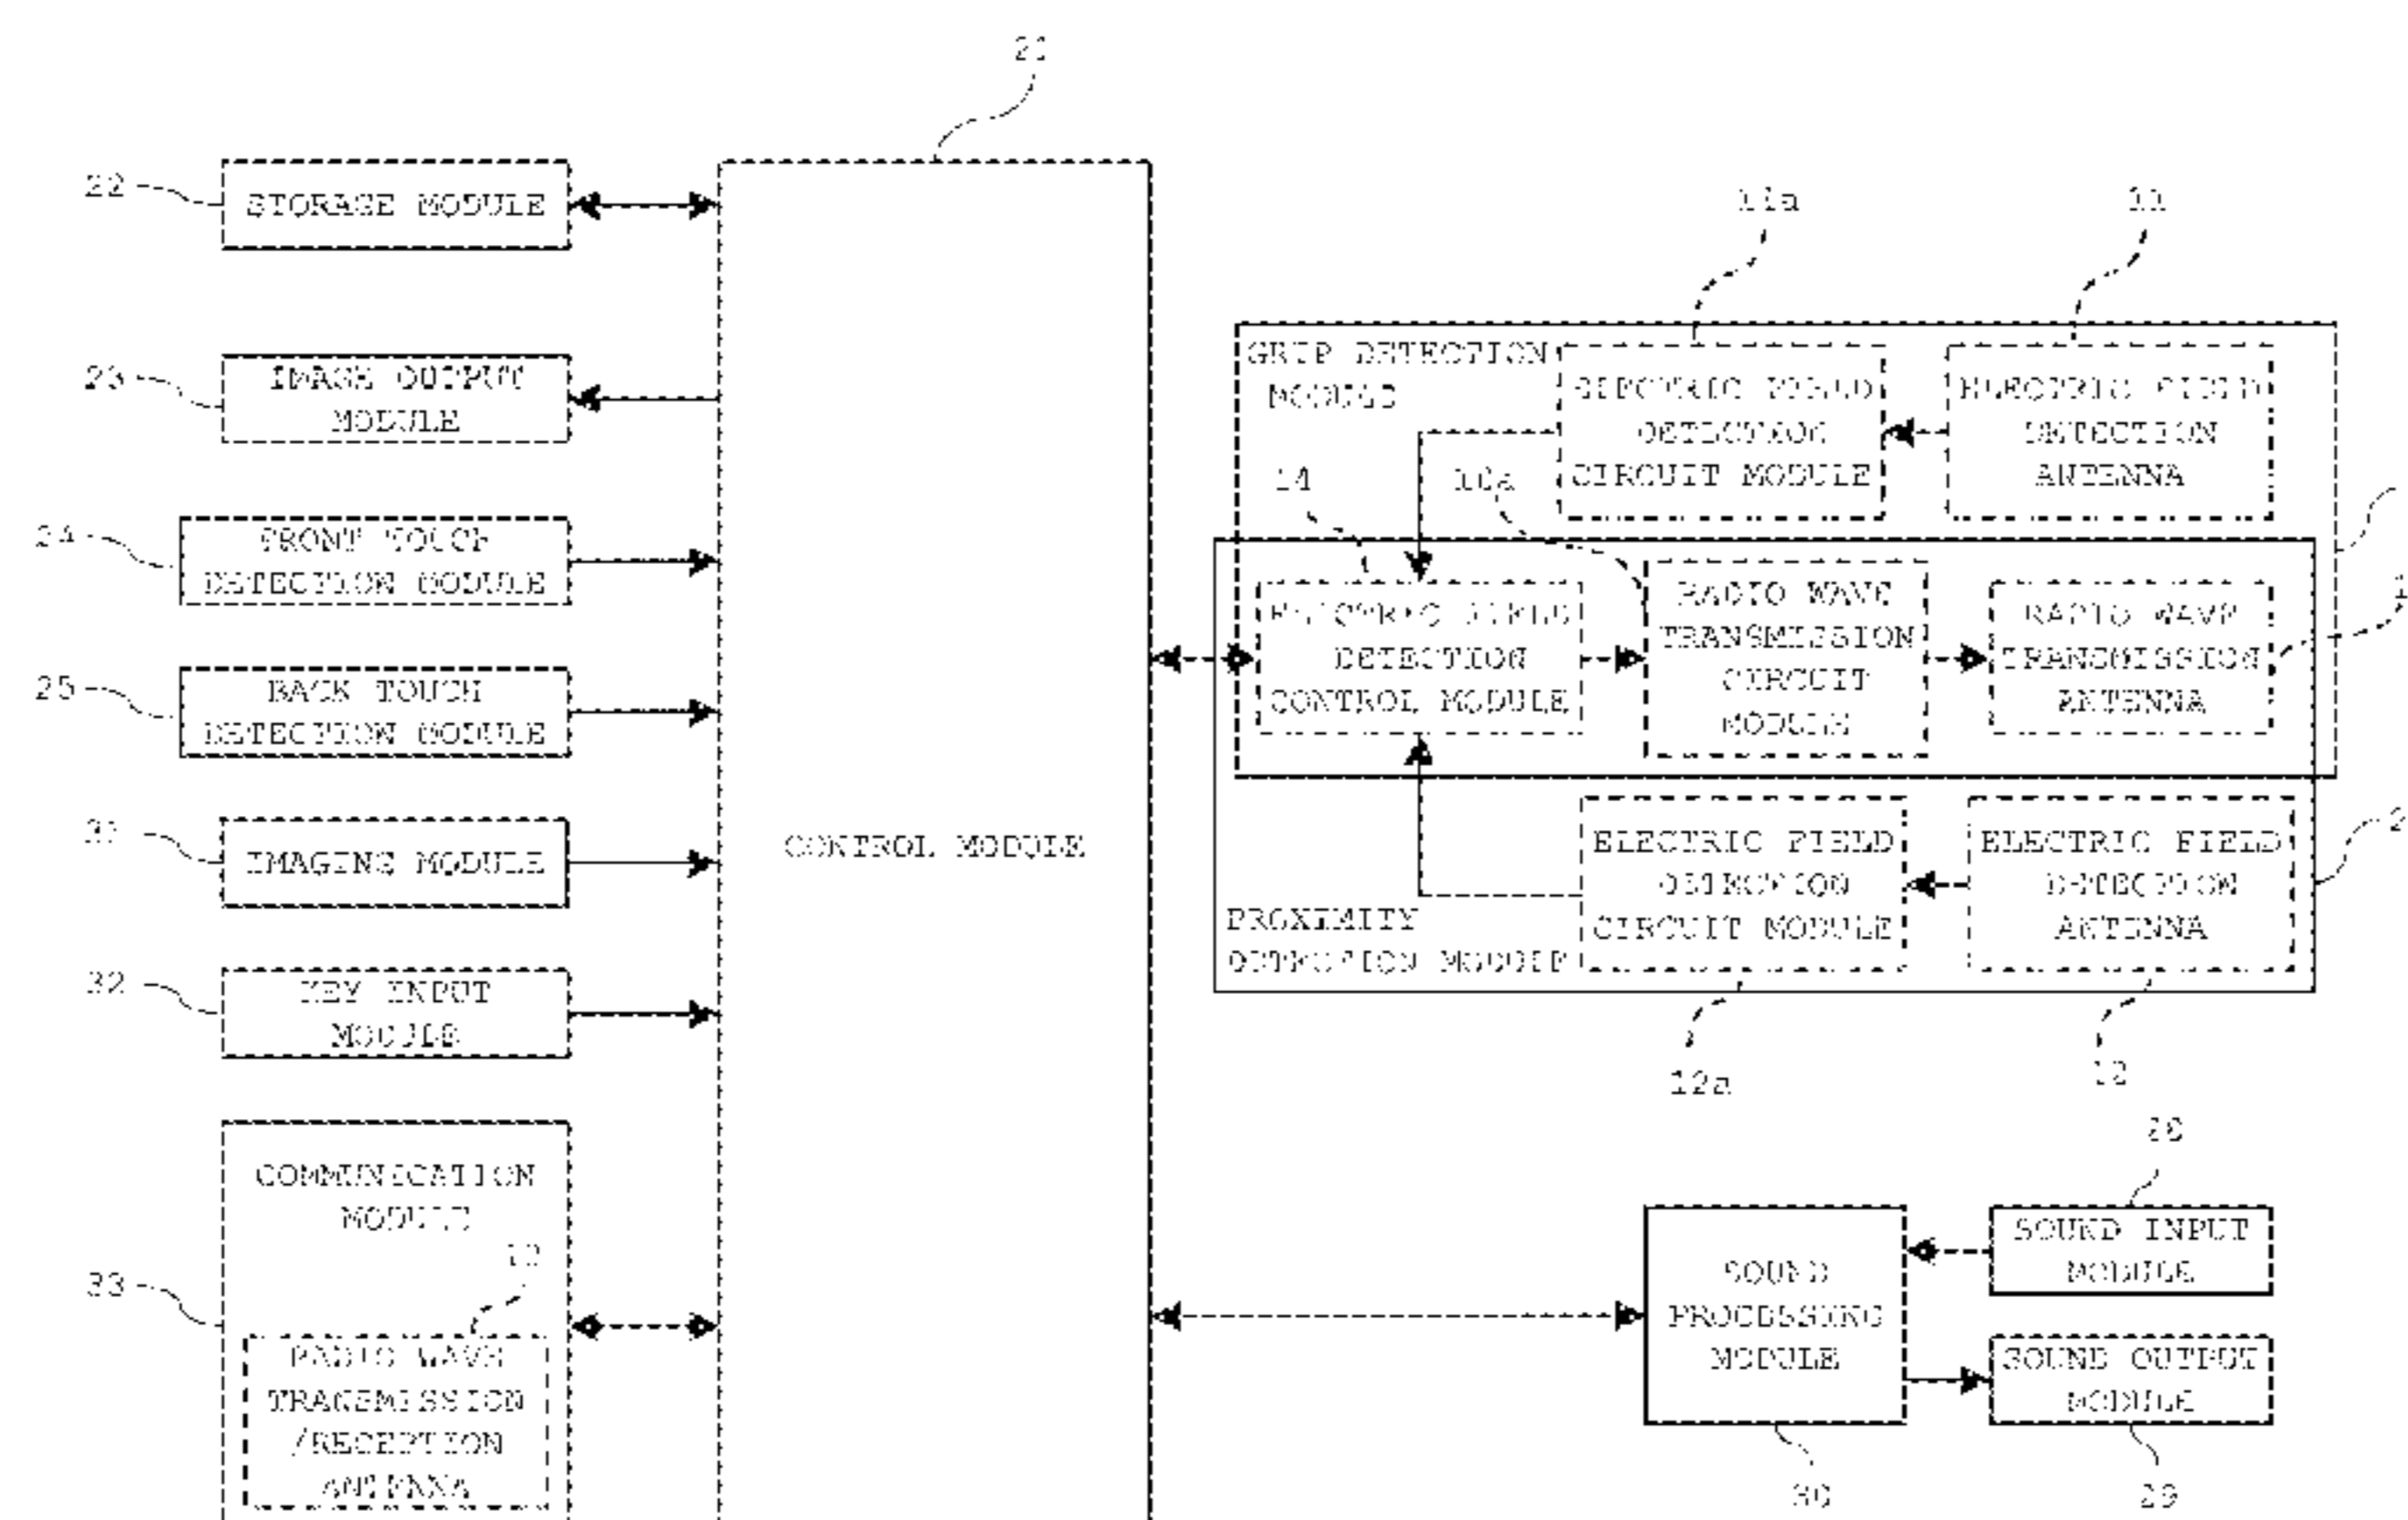 21
22
STORAGE MODULE
23
IMAGE OUTPUT
MODULE
24
FRONT TOUCH
DETECTION MODULE
25
BACK TOUCH
DETECTION MODULE
31
IMAGING MODULE
32
KEY INPUT
MODULE
33
COMMUNICATION
MODULE
RADIO WAVE
TRANSMISSION
/RECEPTION
ANTENNA
CONTROL MODULE
11a
11
GRIP DETECTION
MODULE
ELECTRIC FIELD
DETECTION
CIRCUIT MODULE
ELECTRIC FIELD
DETECTION
ANTENNA
14
10a
ELECTRIC FIELD
DETECTION
CONTROL MODULE
RADIO WAVE
TRANSMISSION
CIRCUIT
MODULE
RADIO WAVE
TRANSMISSION
ANTENNA
PROXIMITY
DETECTION MODULE
ELECTRIC FIELD
DETECTION
CIRCUIT MODULE
ELECTRIC FIELD
DETECTION
ANTENNA
12a
12
28
SOUND INPUT
MODULE
SOUND
PROCESSING
MODULE
SOUND OUTPUT
MODULE
30
29